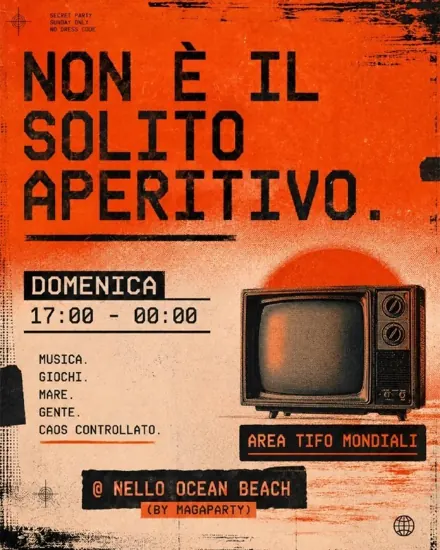 SECRET PARTY
SUNDAY ONLY
NO DRESS CODE
NON È IL
SOLITO
APERITIVO.
DOMENICA
17:00 - 00:00
MUSICA.
GIOCHI.
MARE.
GENTE.
CAOS CONTROLLATO.
AREA TIFO MONDIALI
@ NELLO OCEAN BEACH
(BY MAGAPARTY)